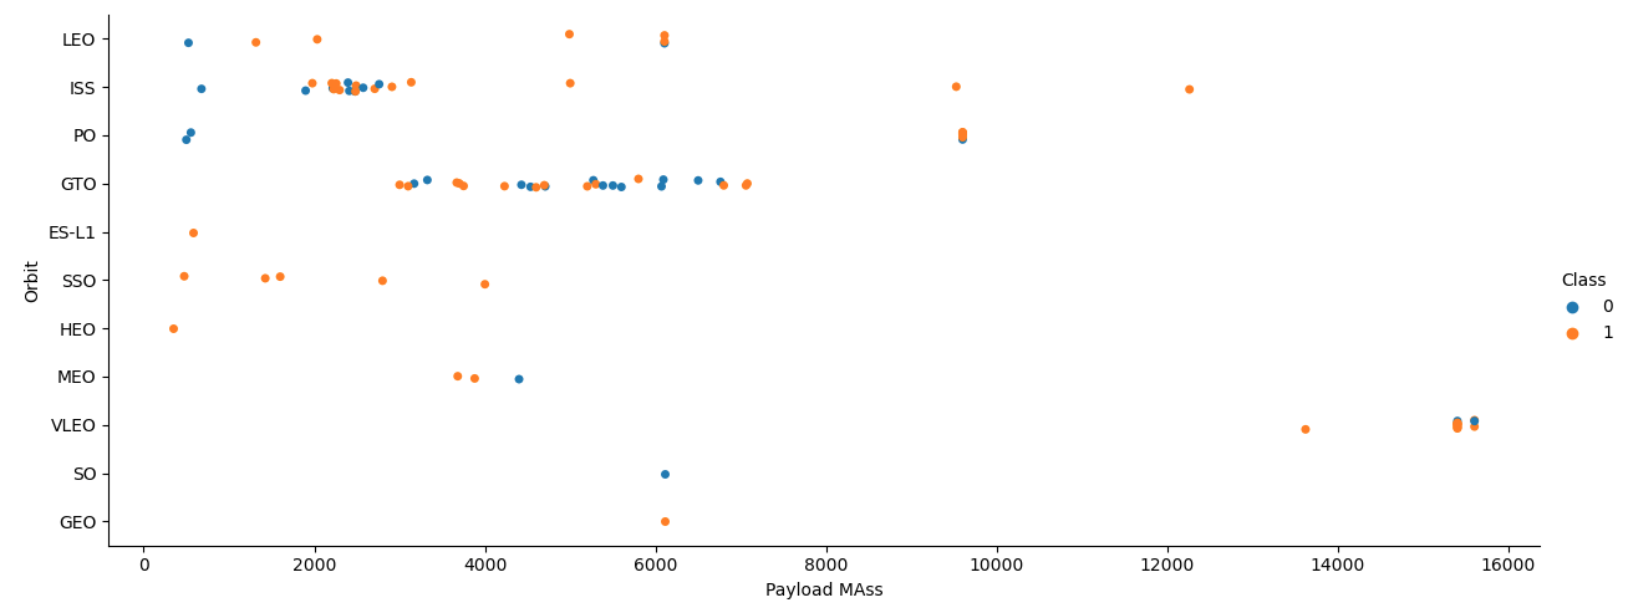 LEO
ISS
PO
GTO
ES-L1
SSO
HEO
MEO
VLEO
SO
GEO
Orbit
0 2000 4000 6000 8000 10000 12000 14000 16000
Payload MAss
Class
0
1